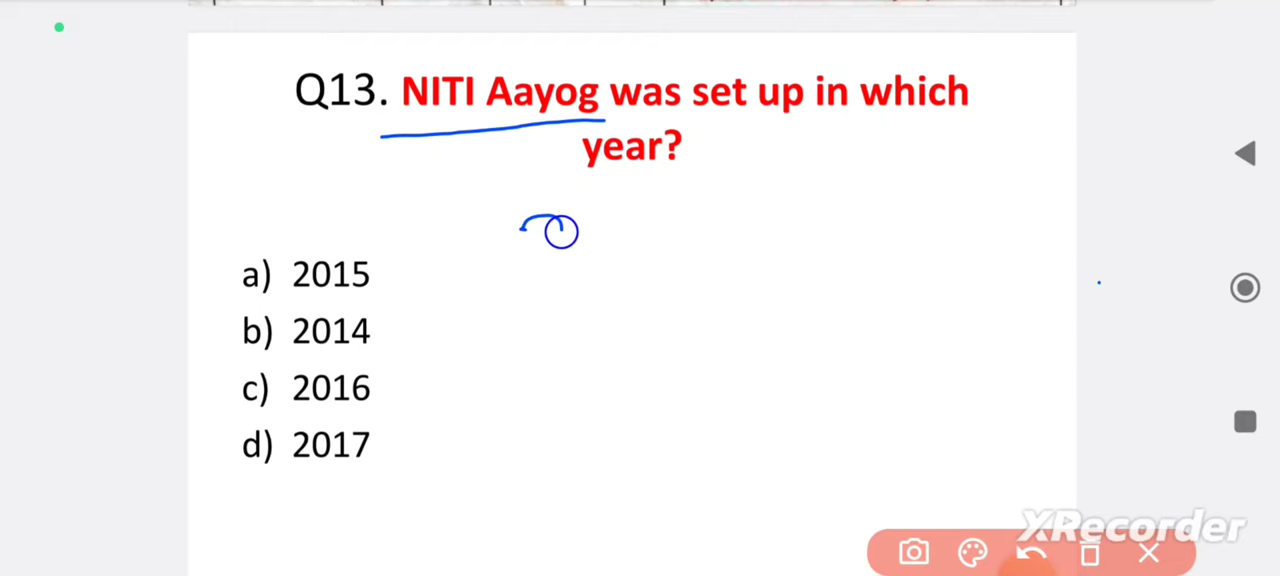 Q13. NITI Aayog was set up in which
year?
a) 2015
b) 2014
c) 2016
d) 2017
XRecorder